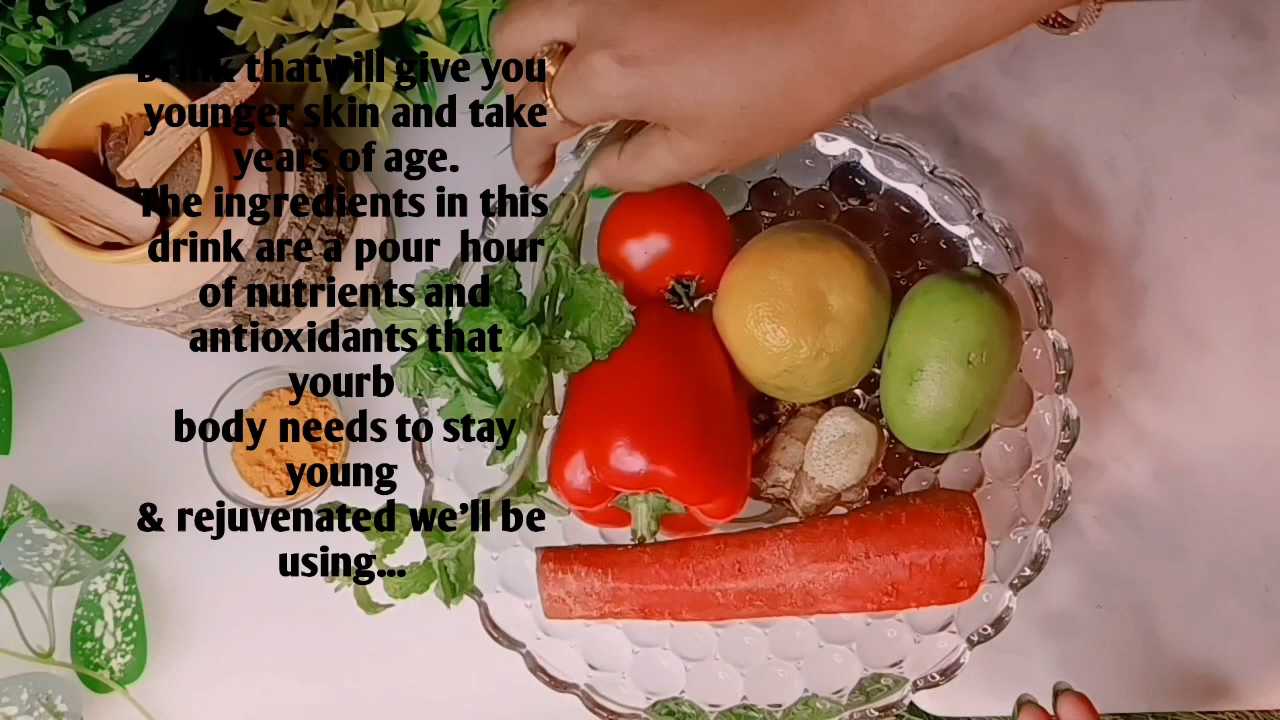 Drink thatwill give you
younger skin and take
years of age.
The ingredients in this
drink are a pour hour
of nutrients and
antioxidants that
yourb
body needs to stay
young
& rejuvenated we'll be
using...